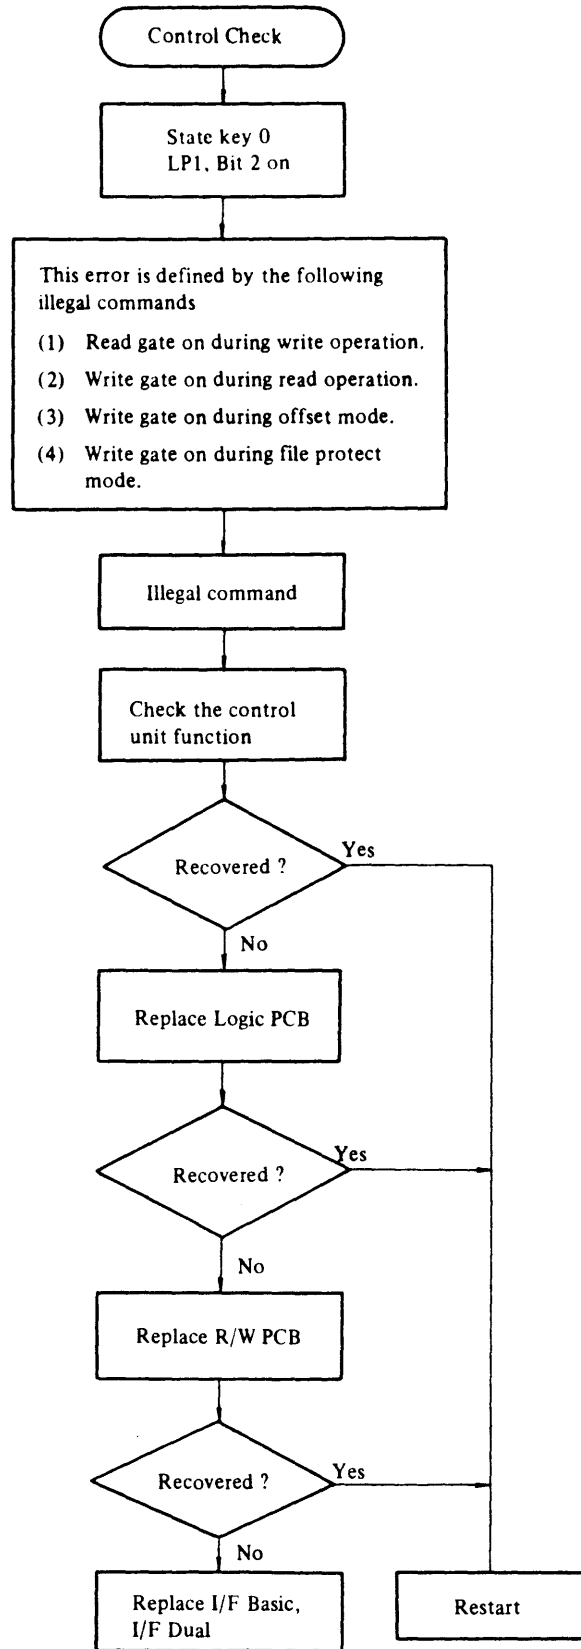 Control Check
State key 0
LP1, Bit 2 on
This error is defined by the following
illegal commands
(1) Read gate on during write operation.
(2) Write gate on during read operation.
(3) Write gate on during offset mode.
(4) Write gate on during file protect
mode.
Illegal command
Check the control
unit function
Recovered ?
Yes
No
Replace Logic PCB
Recovered ?
Yes
No
Replace R/W PCB
Recovered ?
Yes
No
Replace I/F Basic,
I/F Dual
Restart